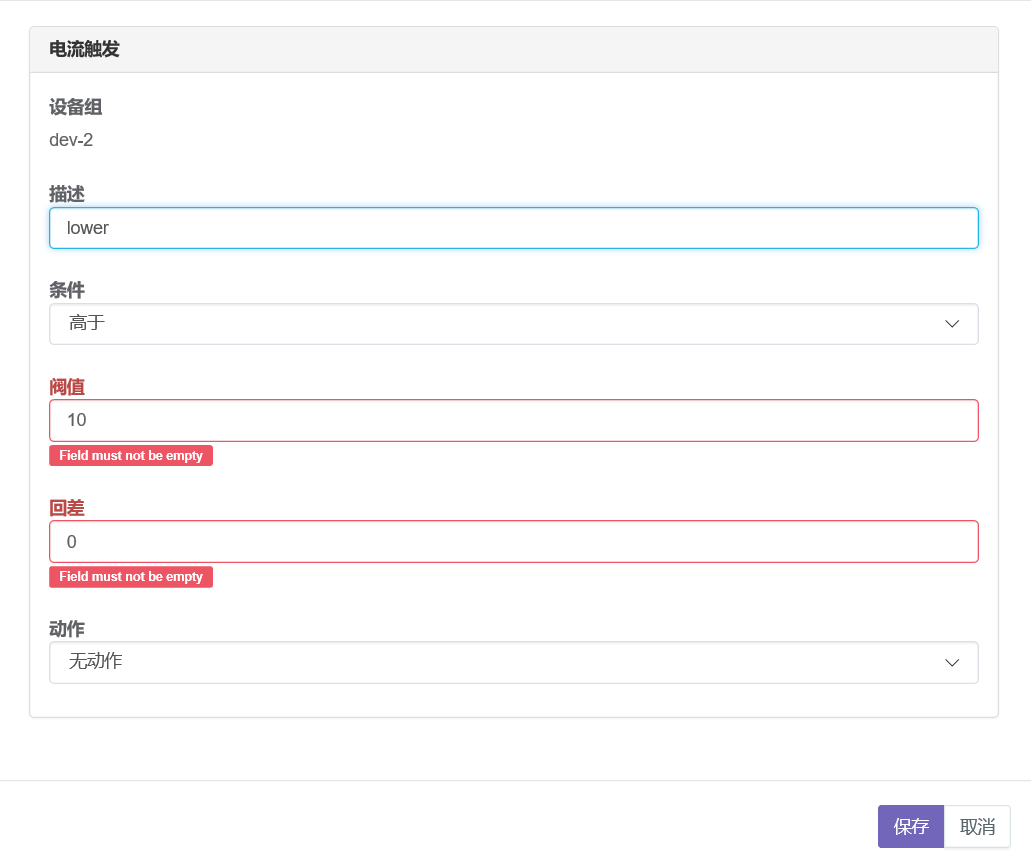 电流触发
设备组
dev-2
描述
lower
条件
高于
阀值
10
Field must not be empty
回差
0
Field must not be empty
动作
无动作
保存
取消